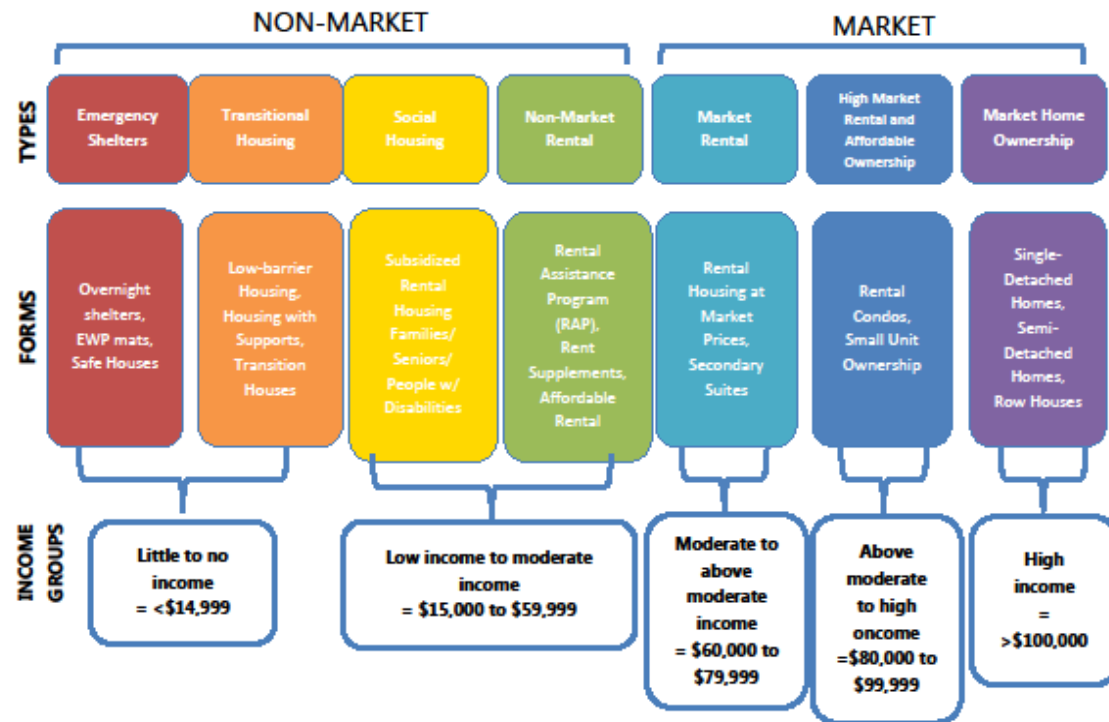 NON-MARKET
MARKET
TYPES
Emergency
Shelters
Transitional
Housing
Social
Housing
Non-Market
Rental
Market
Rental
High Market
Rental and
Affordable
Ownership
Market Home
Ownership
FORMS
Overnight
shelters,
EWP mats,
Safe Houses
Low-barrier
Housing,
Housing with
Supports,
Transition
Houses
Subsidized
Rental
Housing
Families/
Seniors/
People w/
Disabilities
Rental
Assistance
Program
(RAP),
Rent
Supplements,
Affordable
Rental
Rental
Housing at
Market
Prices,
Secondary
Suites
Rental
Condos,
Small Unit
Ownership
Single-
Detached
Homes,
Semi-
Detached
Homes,
Row Houses
INCOME
GROUPS
Little to no
income
= <$14,999
Low income to moderate
income
= $15,000 to $59,999
Moderate to
above
moderate
income
= $60,000 to
$79,999
Above
moderate
to high
oncome
=$80,000 to
$99,999
High
income
=
>$100,000